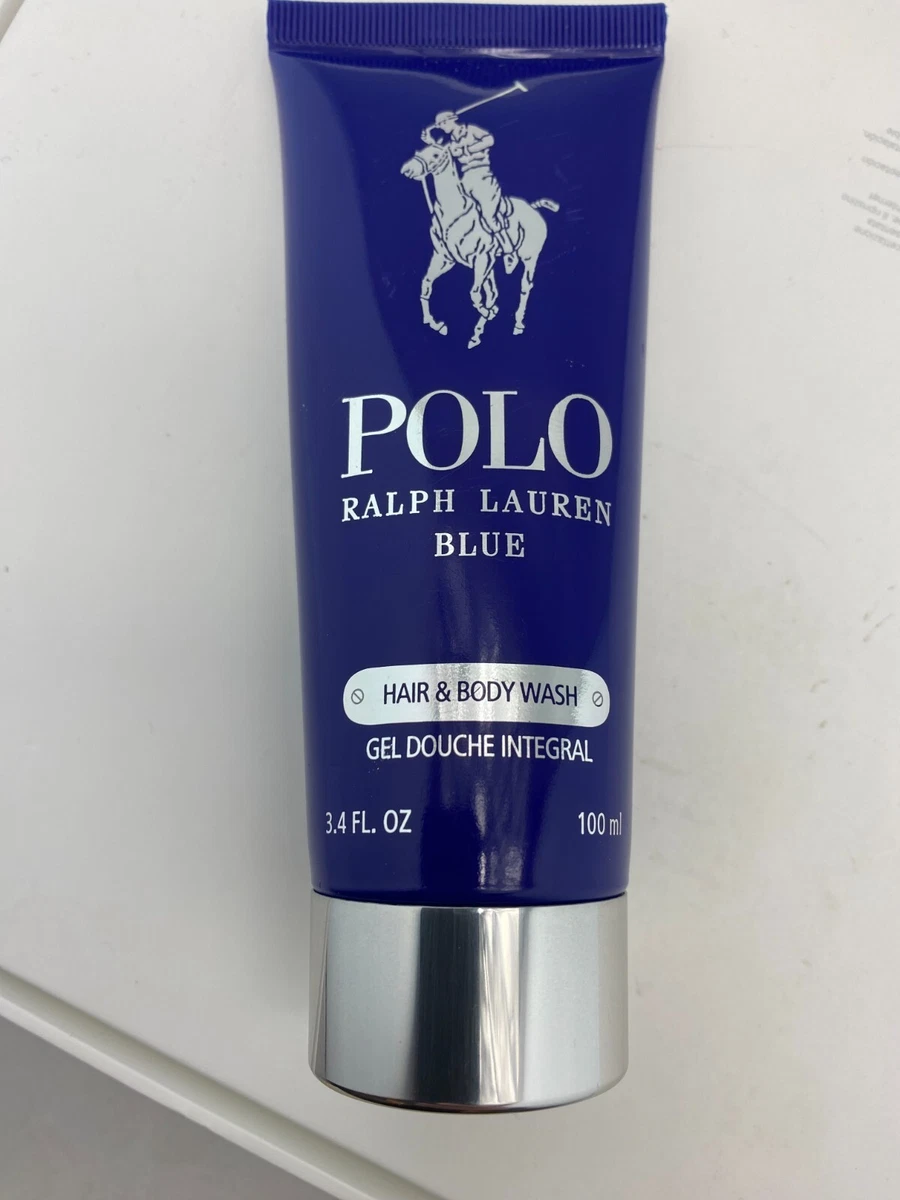 POLO
RALPH LAUREN
BLUE
HAIR & BODY WASH
GEL DOUCHE INTEGRAL
3.4 FL. OZ 100 ml